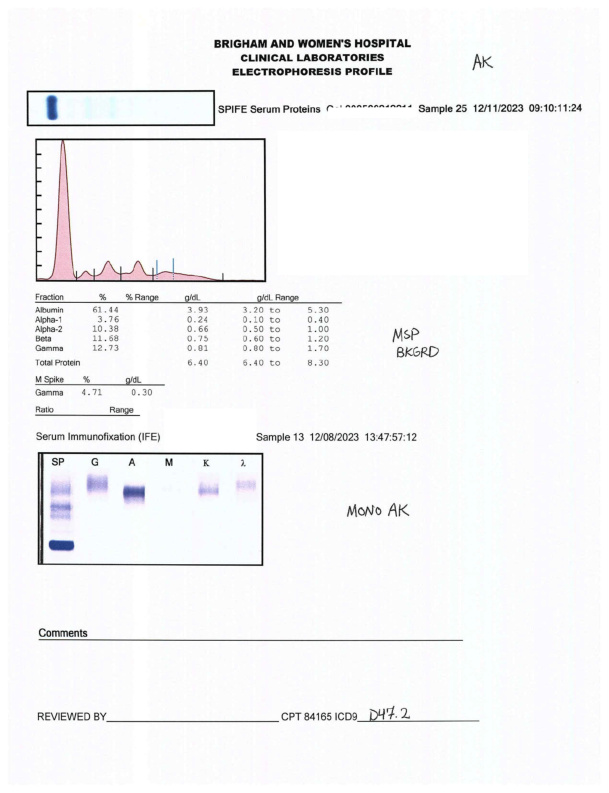 BRIGHAM AND WOMEN'S HOSPITAL
CLINICAL LABORATORIES
ELECTROPHORESIS PROFILE
AK
SPIFE Serum Proteins Sample 25 12/11/2023 09:10:11:24
Fraction % % Range g/dL g/dL Range
Albumin 61.44 3.93 3.20 to 5.30
Alpha-1 3.76 0.24 0.10 to 0.40
Alpha-2 10.38 0.66 0.50 to 1.00
Beta 11.68 0.75 0.60 to 1.20
Gamma 12.73 0.81 0.80 to 1.70
Total Protein 6.40 6.40 to 8.30
MSP
BKGRD
M Spike % g/dL
Gamma 4.71 0.30
Ratio Range
Serum Immunofixation (IFE) Sample 13 12/08/2023 13:47:57:12
SP G A M K λ
MONO AK
Comments
REVIEWED BY CPT 84165 ICD9 D47.2